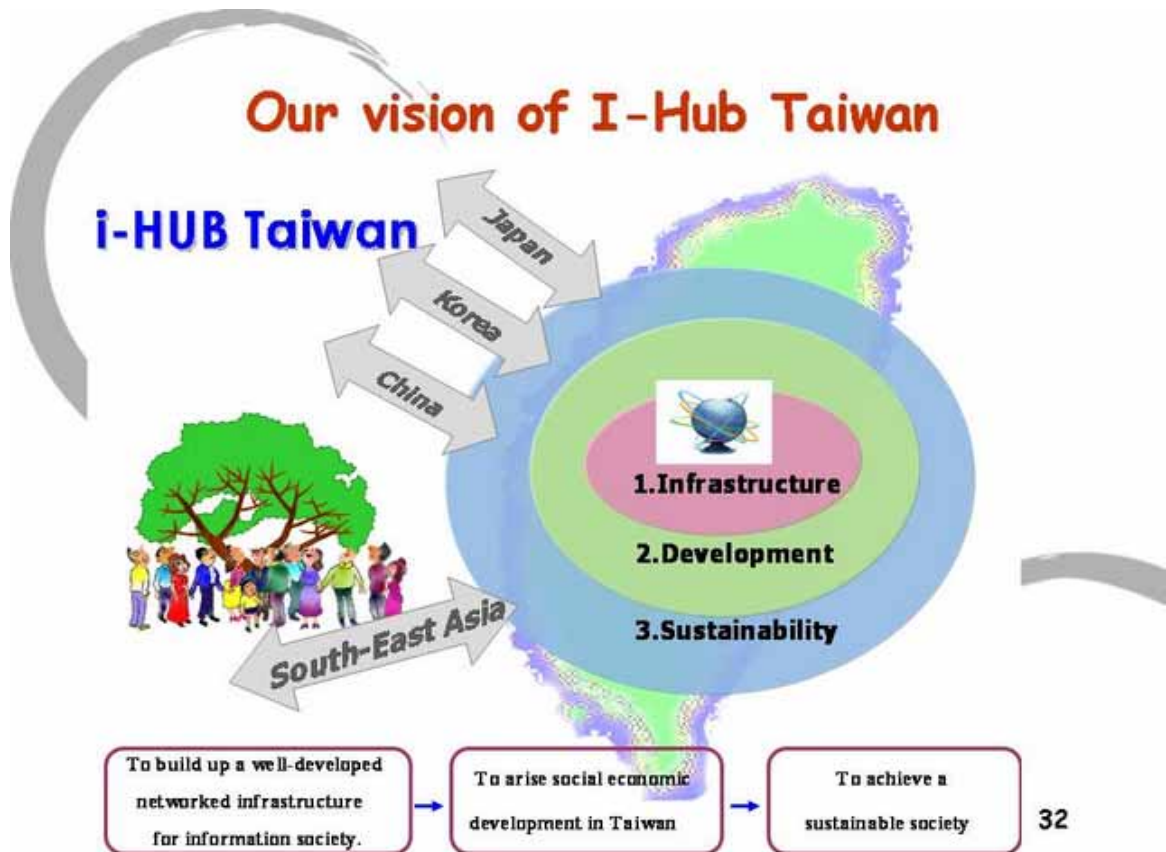 Our vision of I-Hub Taiwan
i-HUB Taiwan
Japan
Korea
China
1.Infrastructure
2.Development
3.Sustainability
South-East Asia
To build up a well-developed
networked infrastructure
for information society.
To arise social economic
development in Taiwan
To achieve a
sustainable society
32